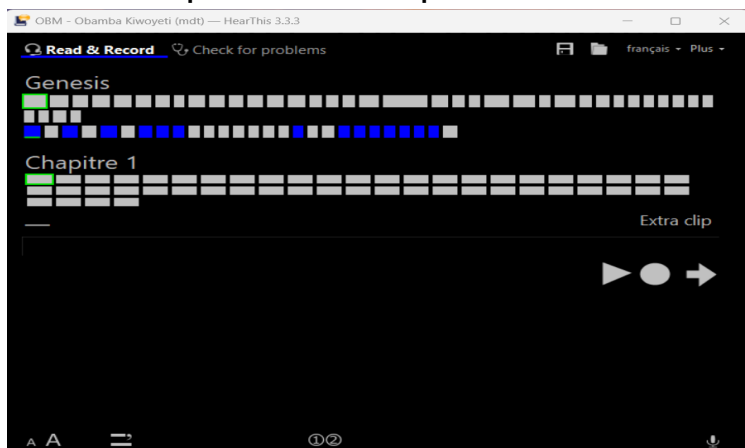 OBM - Obamba Kiwoyeti (mdt) — HearThis 3.3.3
Read & Record Check for problems français Plus
Genesis
Chapitre 1
Extra clip
A A ①②